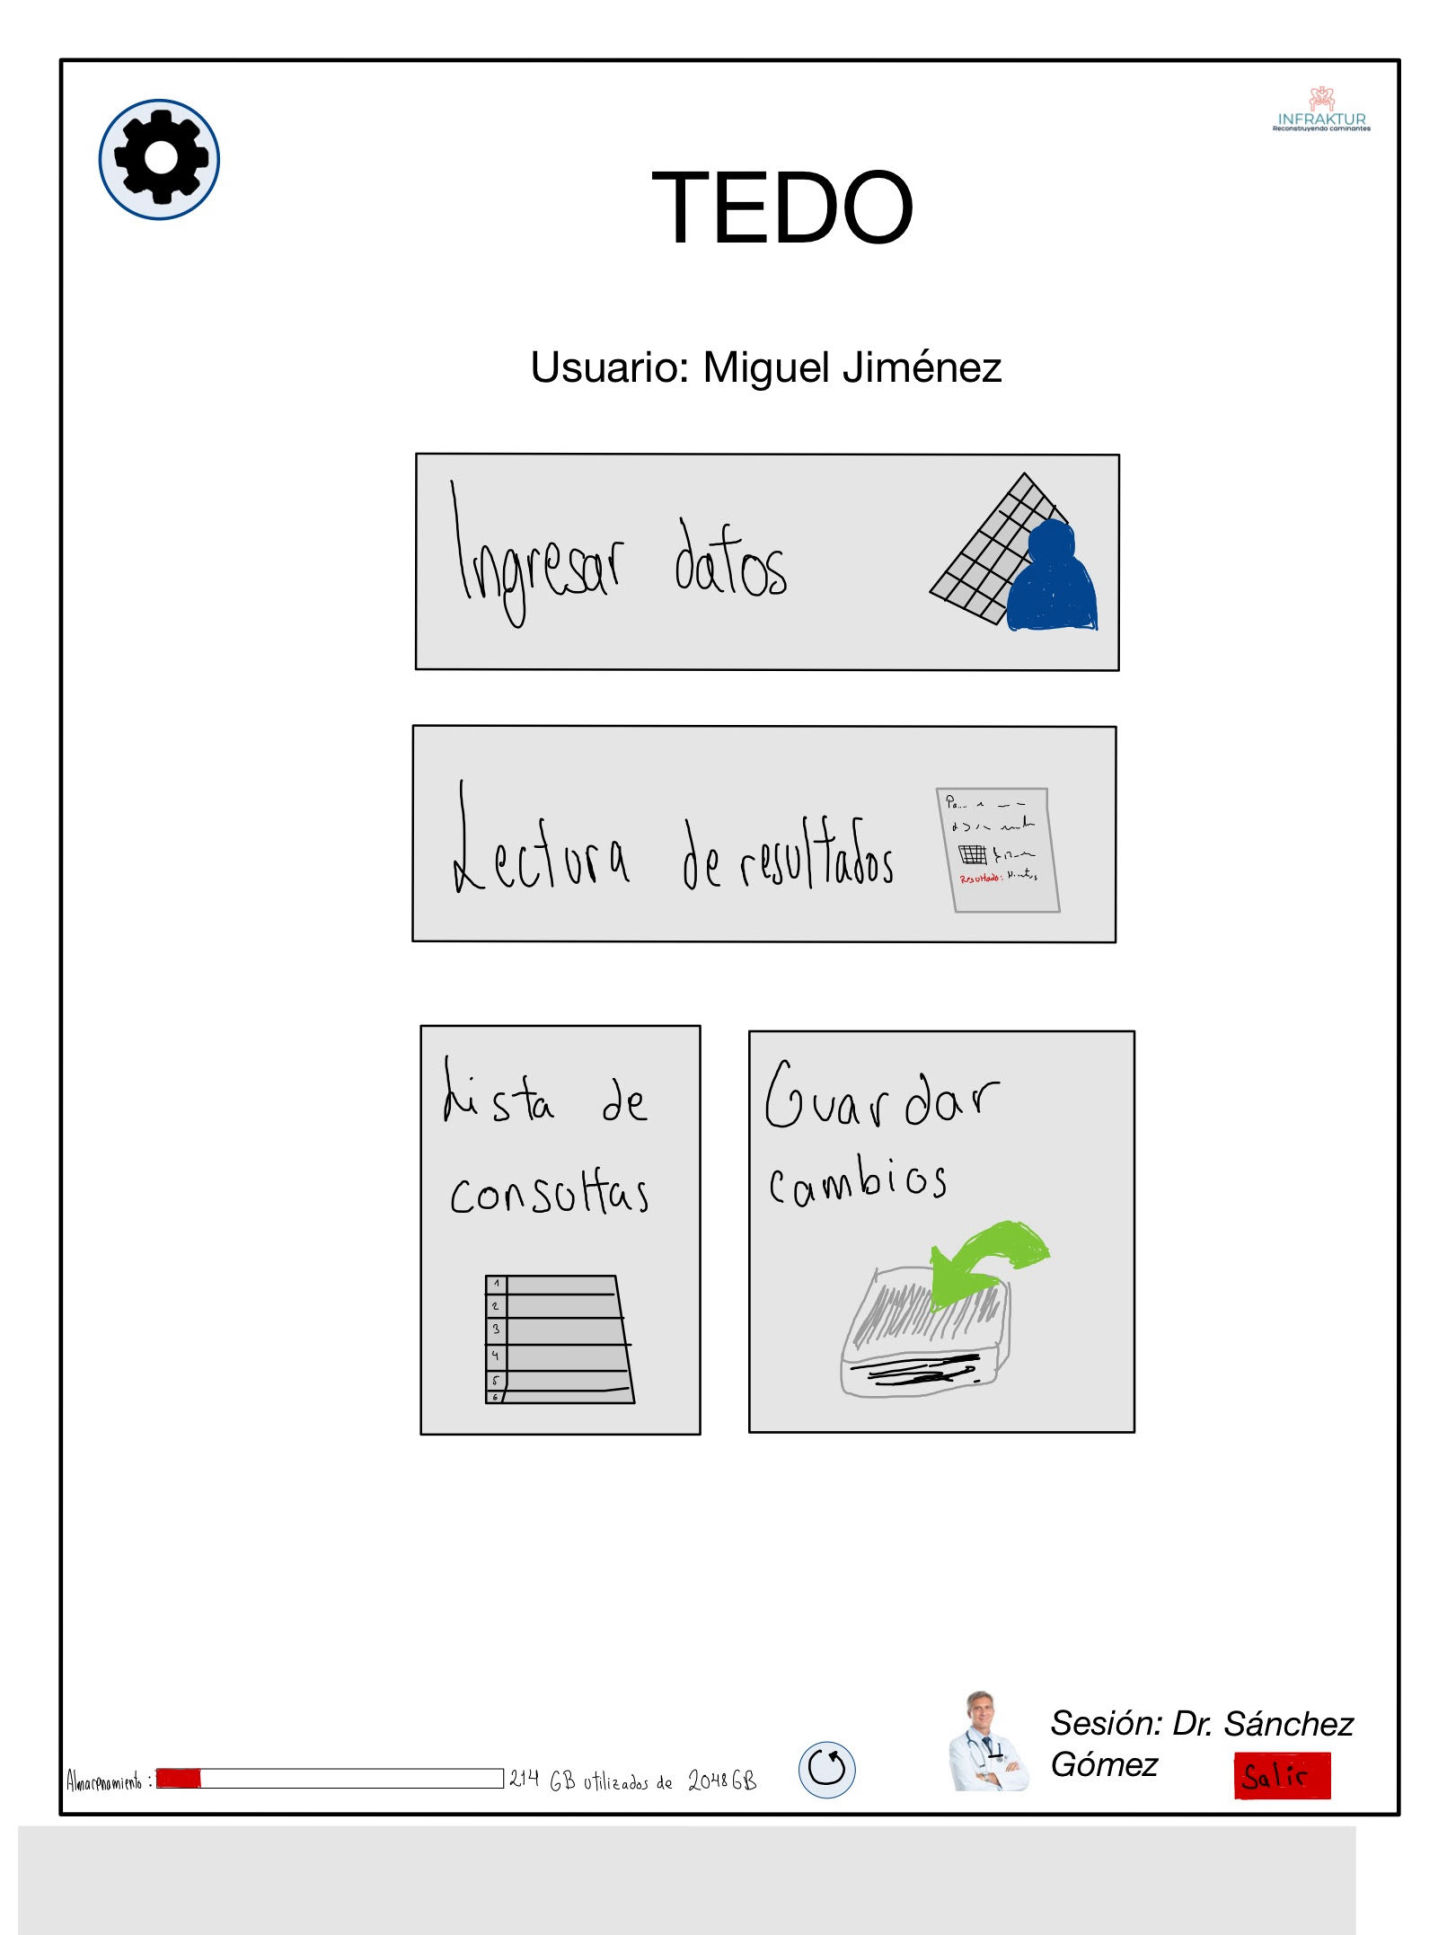 INFRAKTUR
Reconstruyendo caminantes
TEDO
Usuario: Miguel Jiménez
Ingresar datos
Lectura de resultados
Resultado:
Lista de
consultas
1
2
3
4
5
6
Guardar
cambios
Almacenamiento: 214 GB utilizados de 2048 GB
Sesión: Dr. Sánchez
Gómez
Salir